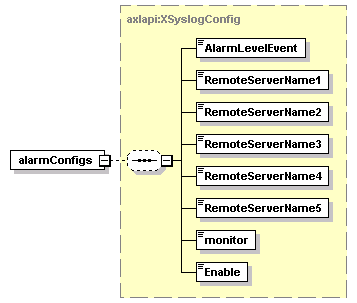 axlapi:XSyslogConfig
AlarmLevelEvent
RemoteServerName1
RemoteServerName2
RemoteServerName3
alarmConfigs
RemoteServerName4
RemoteServerName5
monitor
Enable